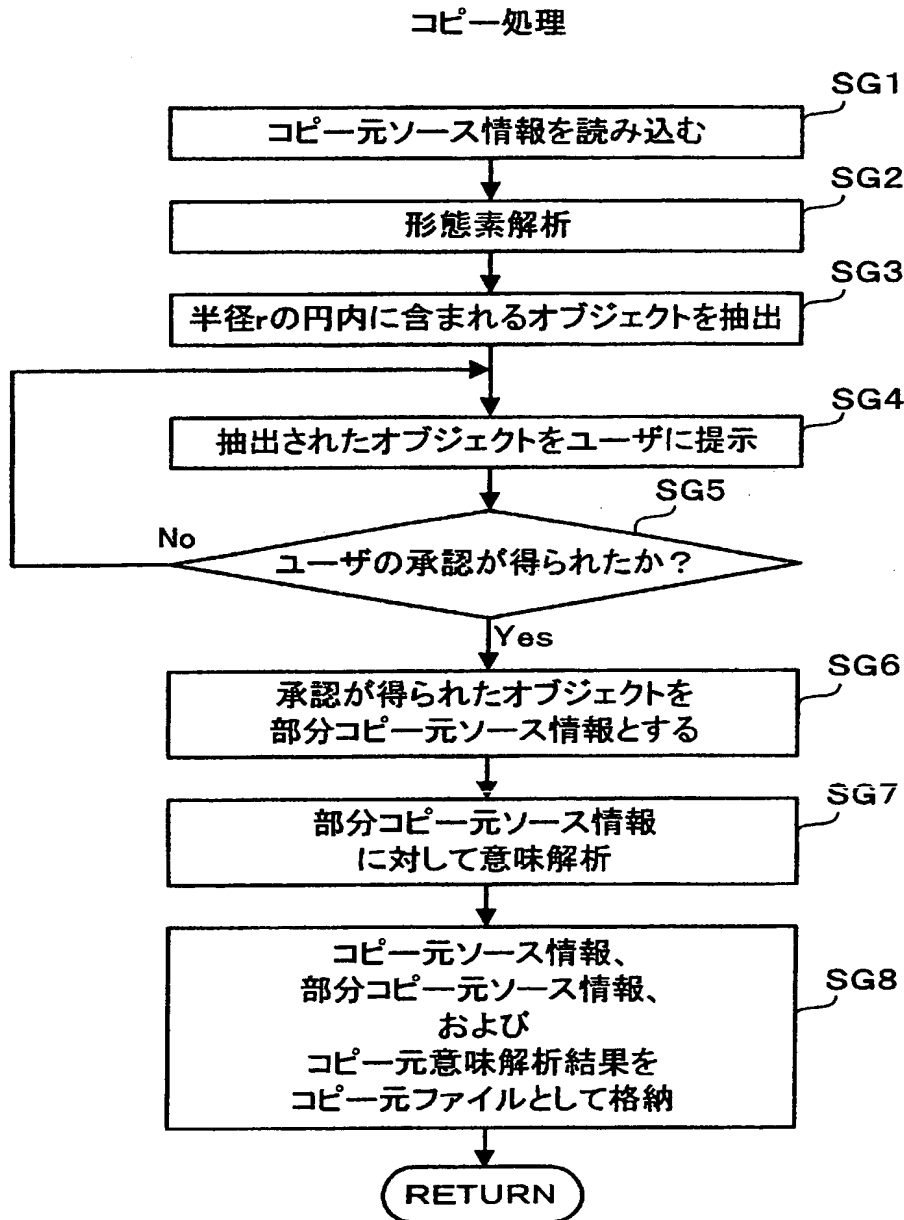 コピー処理
SG1
コピー元ソース情報を読み込む
SG2
形態素解析
SG3
半径rの円内に含まれるオブジェクトを抽出
SG4
抽出されたオブジェクトをユーザに提示
SG5
No
ユーザの承認が得られたか？
Yes
SG6
承認が得られたオブジェクトを
部分コピー元ソース情報とする
SG7
部分コピー元ソース情報
に対して意味解析
SG8
コピー元ソース情報、
部分コピー元ソース情報、
および
コピー元意味解析結果を
コピー元ファイルとして格納
RETURN